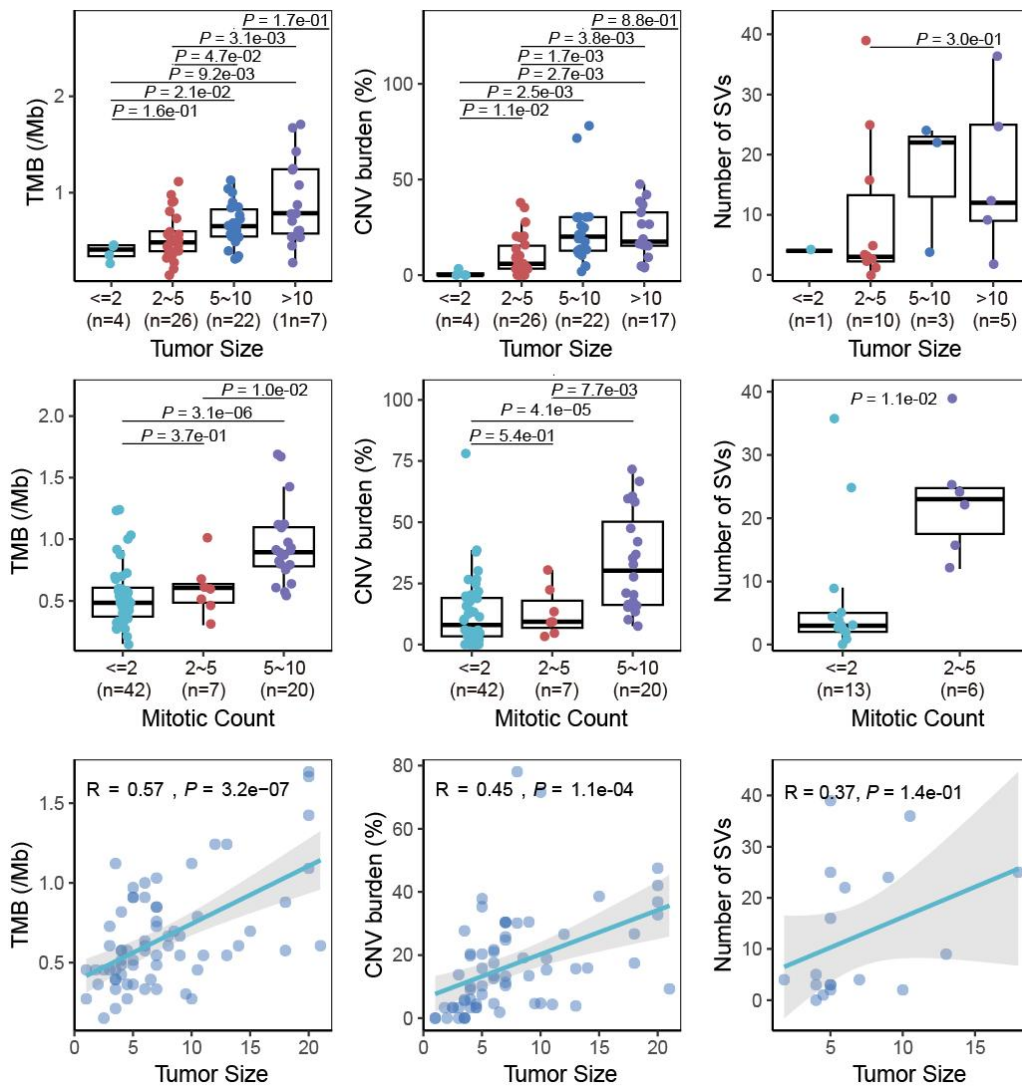 P = 1.7e-01
P = 3.1e-03
P = 4.7e-02
P = 9.2e-03
P = 2.1e-02
P = 1.6e-01
TMB (/Mb)
2
1
<=2
2~5
5~10
>10
(n=4)
(n=26)
(n=22)
(1n=7)
Tumor Size
P = 8.8e-01
P = 3.8e-03
P = 1.7e-03
P = 2.7e-03
P = 2.5e-03
P = 1.1e-02
CNV burden (%)
100
50
0
<=2
2~5
5~10
>10
(n=4)
(n=26)
(n=22)
(n=17)
Tumor Size
P = 3.0e-01
Number of SVs
40
30
20
10
0
<=2
2~5
5~10
>10
(n=1)
(n=10)
(n=3)
(n=5)
Tumor Size
P = 1.0e-02
P = 3.1e-06
P = 3.7e-01
TMB (/Mb)
2.0
1.5
1.0
0.5
<=2
2~5
5~10
(n=42)
(n=7)
(n=20)
Mitotic Count
P = 7.7e-03
P = 4.1e-05
P = 5.4e-01
CNV burden (%)
100
75
50
25
0
<=2
2~5
5~10
(n=42)
(n=7)
(n=20)
Mitotic Count
P = 1.1e-02
Number of SVs
40
30
20
10
0
<=2
2~5
(n=13)
(n=6)
Mitotic Count
R = 0.57 , P = 3.2e−07
TMB (/Mb)
1.5
1.0
0.5
0
5
10
15
20
Tumor Size
R = 0.45 , P = 1.1e-04
CNV burden (%)
80
60
40
20
0
0
5
10
15
20
Tumor Size
R = 0.37, P = 1.4e-01
Number of SVs
40
30
20
10
0
5
10
15
Tumor Size